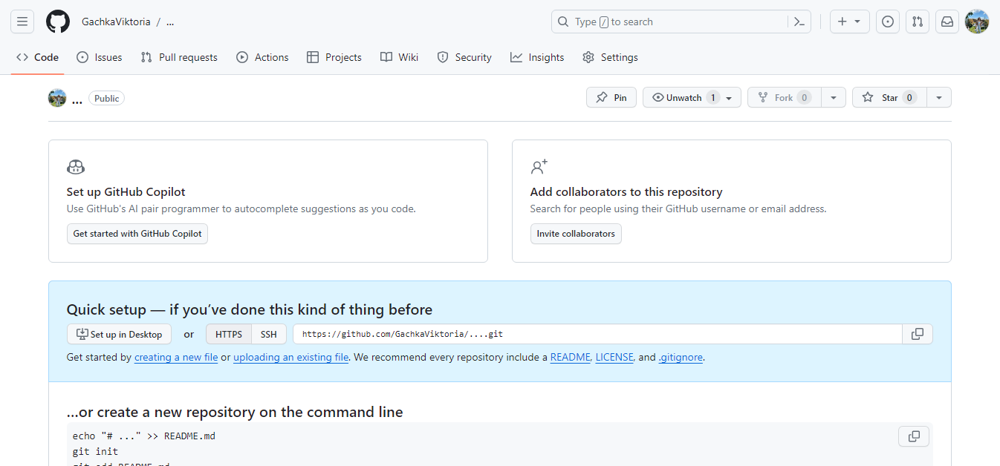 GachkaViktoria / ...
Type / to search
Code Issues Pull requests Actions Projects Wiki Security Insights Settings
... Public
Pin Unwatch 1 Fork 0 Star 0
Set up GitHub Copilot
Use GitHub's AI pair programmer to autocomplete suggestions as you code.
Get started with GitHub Copilot
Add collaborators to this repository
Search for people using their GitHub username or email address.
Invite collaborators
Quick setup — if you’ve done this kind of thing before
Set up in Desktop or HTTPS SSH https://github.com/GachkaViktoria/....git
Get started by creating a new file or uploading an existing file. We recommend every repository include a README, LICENSE, and .gitignore.
…or create a new repository on the command line
echo "# ..." >> README.md
git init
git add README.md